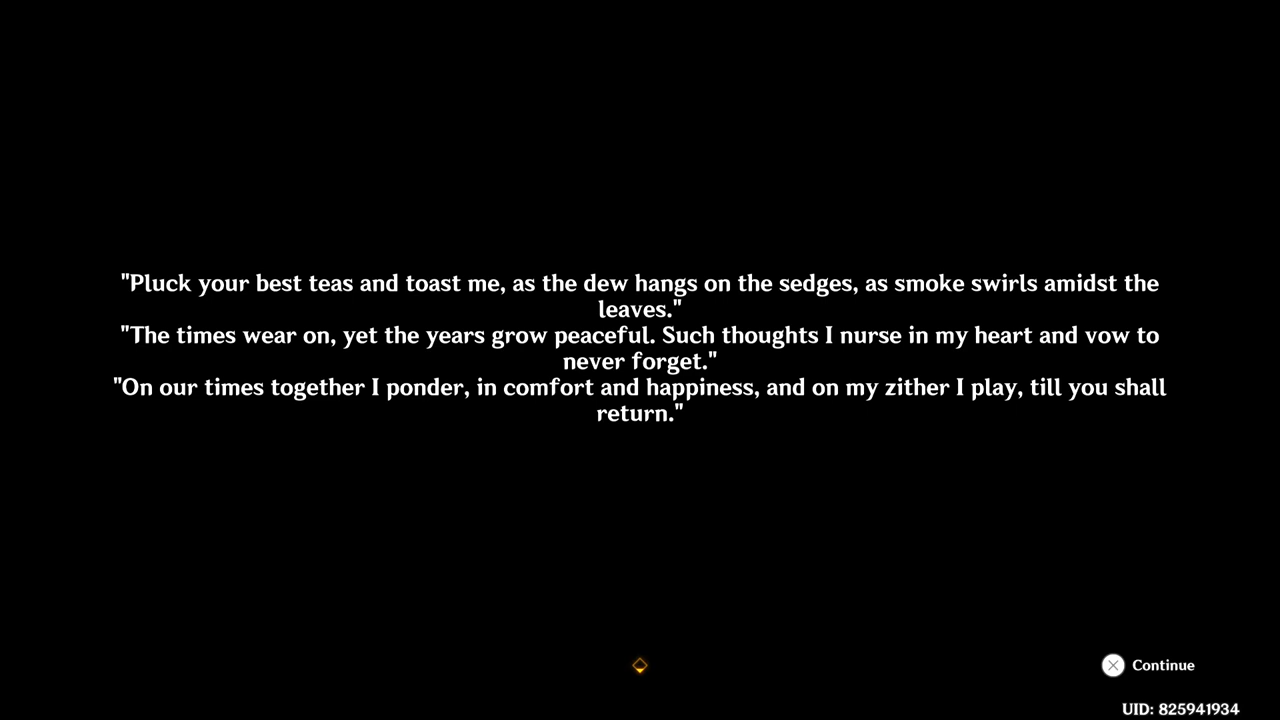 "Pluck your best teas and toast me, as the dew hangs on the sedges, as smoke swirls amidst the
leaves."
"The times wear on, yet the years grow peaceful. Such thoughts I nurse in my heart and vow to
never forget."
"On our times together I ponder, in comfort and happiness, and on my zither I play, till you shall
return."
Continue
UID: 825941934